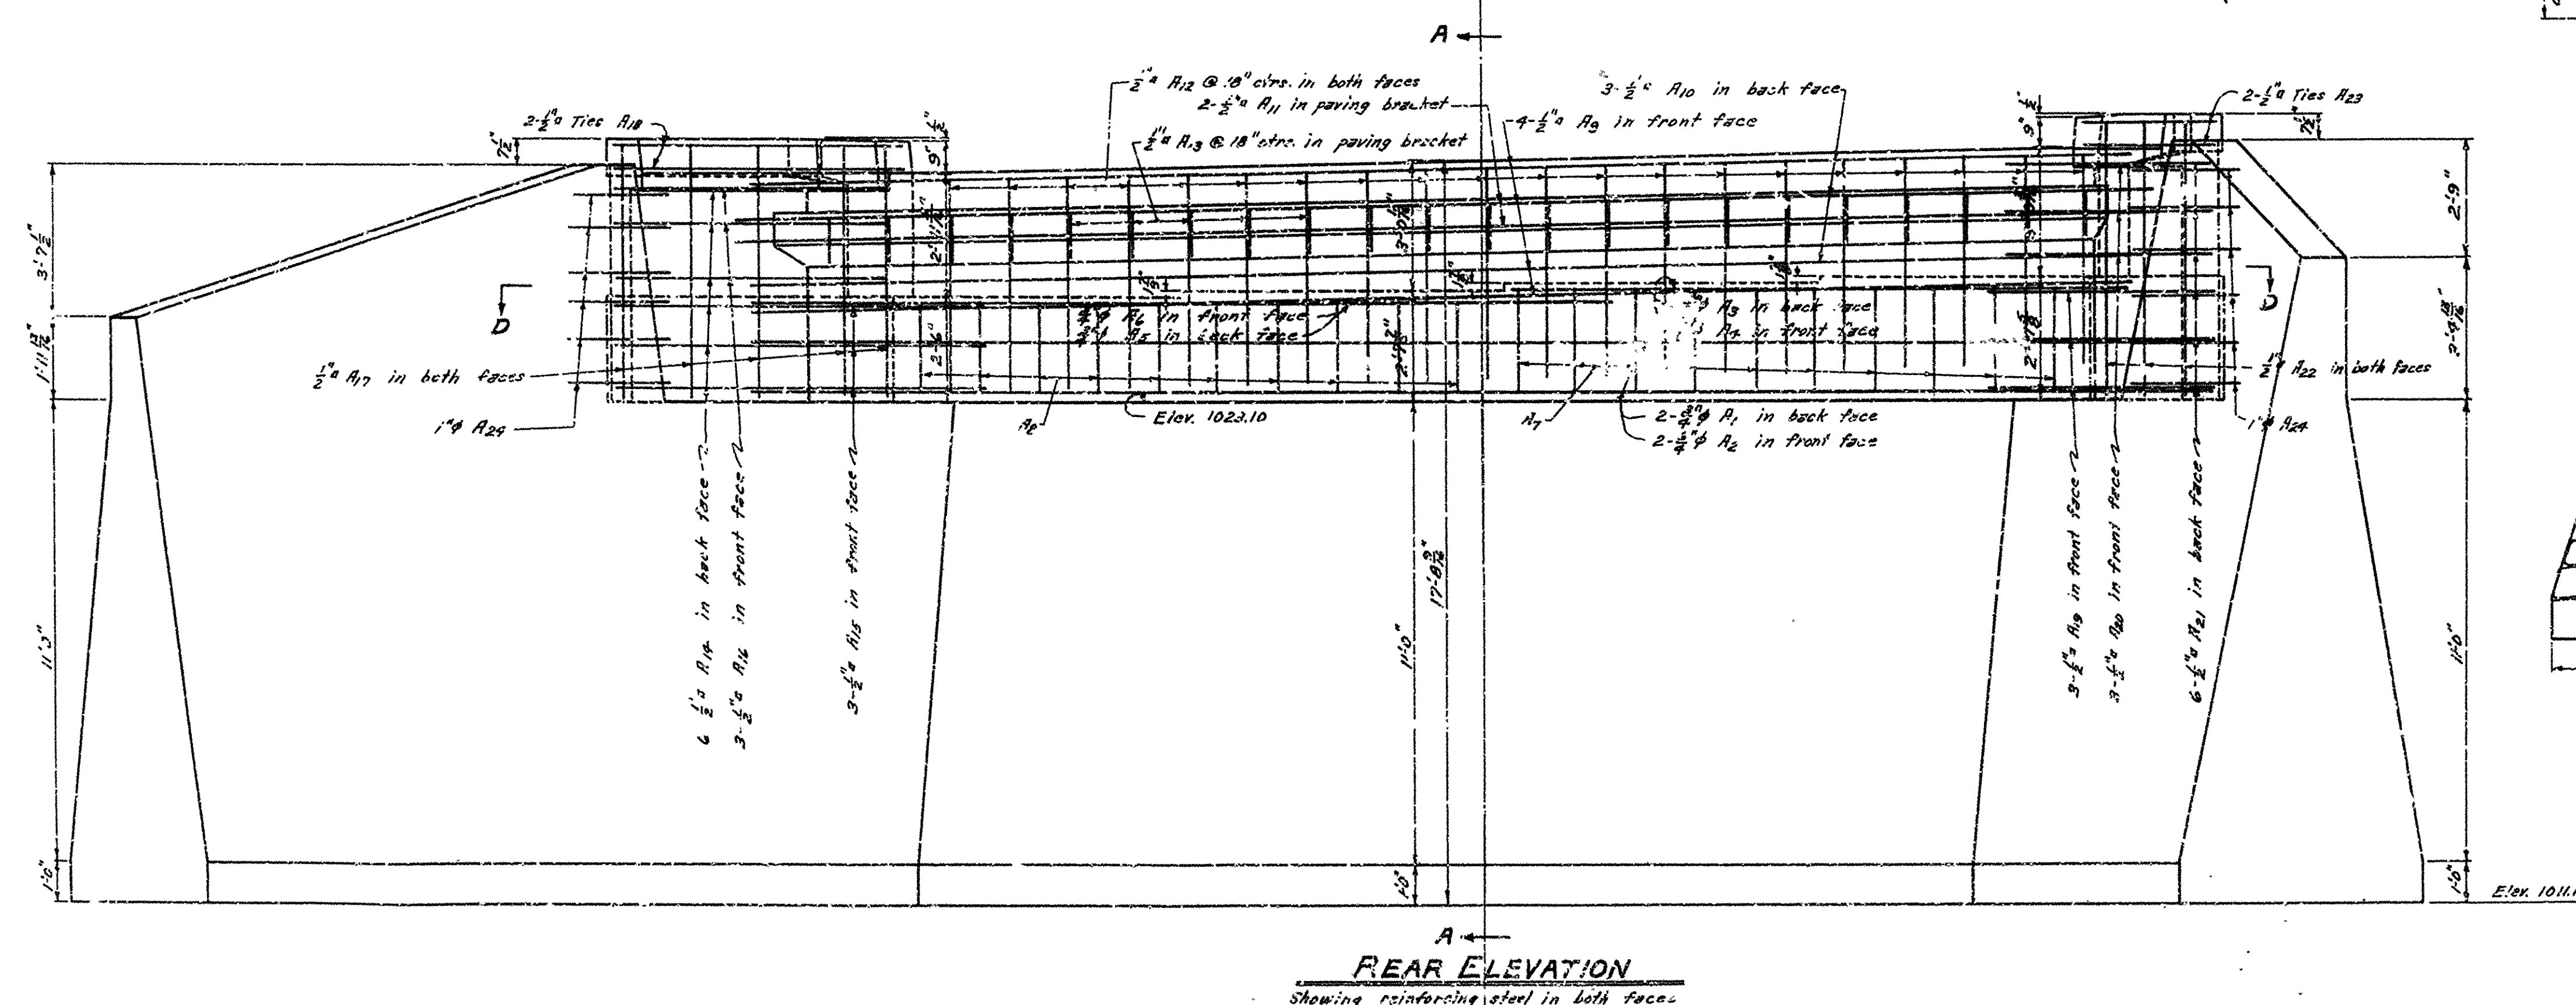 A
½"□ A12 @ 18" ctrs. in both faces
2-½"□ A11 in paving bracket
½"□ A13 @ 18" ctrs. in paving bracket
3-½"□ A10 in back face
4-½"□ A9 in front face
2-½"□ Ties A18
2-½"□ Ties A23
7½"
½"
9"
½"
9"
7½"
3'-7½"
2'-9"
D
D
A6 in front face
A5 in back face
A3 in back face
A4 in front face
2'-6"
½"□ A17 in both faces
½"□ A22 in both faces
1"φ A24
1"φ A24
Elev. 1023.10
A7
2-¾"φ A1 in back face
2-¾"φ A2 in front face
6 ½"□ A14 in back face
3-½"□ A16 in front face
3-½"□ A15 in front face
3-½"□ A19 in front face
3-½"□ A20 in front face
6-½"□ A21 in back face
17'-8 9/16"
11'-0"
11'-0"
1'-0"
1'-0"
1'-0"
Elev. 1011.
A
REAR ELEVATION
Showing reinforcing steel in both faces